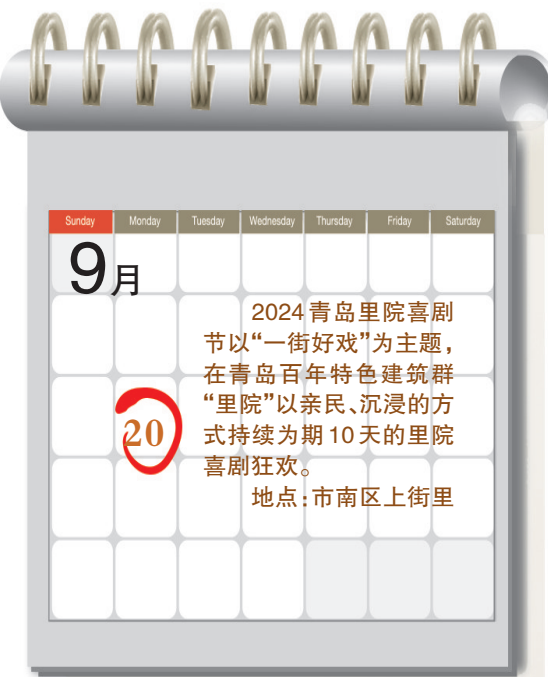 Sunday Monday Tuesday Wednesday Thursday Friday Saturday
9月
2024青岛里院喜剧
节以“一街好戏”为主题，
在青岛百年特色建筑群
“里院”以亲民、沉浸的方
20
式持续为期10天的里院
喜剧狂欢。
地点：市南区上街里